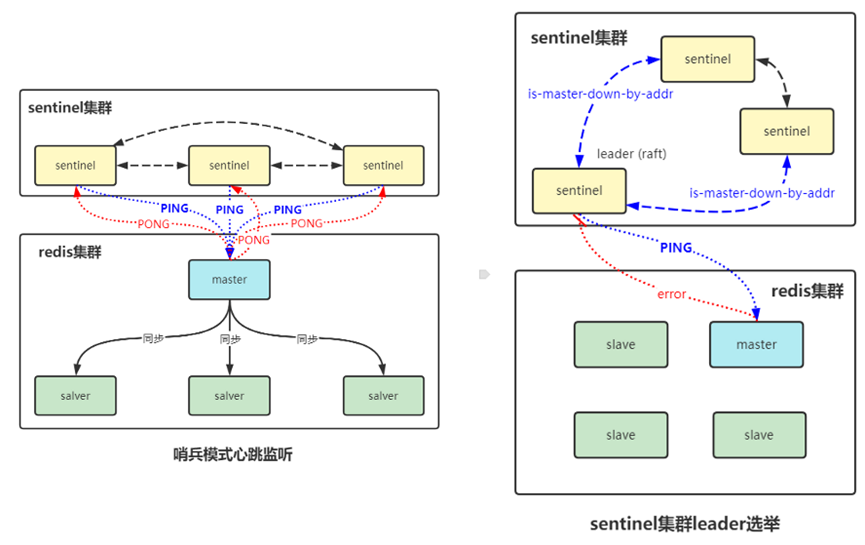 sentinel集群
sentinel
sentinel
sentinel
PING
PING
PING
PONG
PONG
PONG
redis集群
master
同步
同步
同步
salver
salver
salver
哨兵模式心跳监听
sentinel集群
sentinel
is-master-down-by-addr
sentinel
leader (raft)
sentinel
is-master-down-by-addr
PING
error
redis集群
slave
master
slave
slave
sentinel集群leader选举